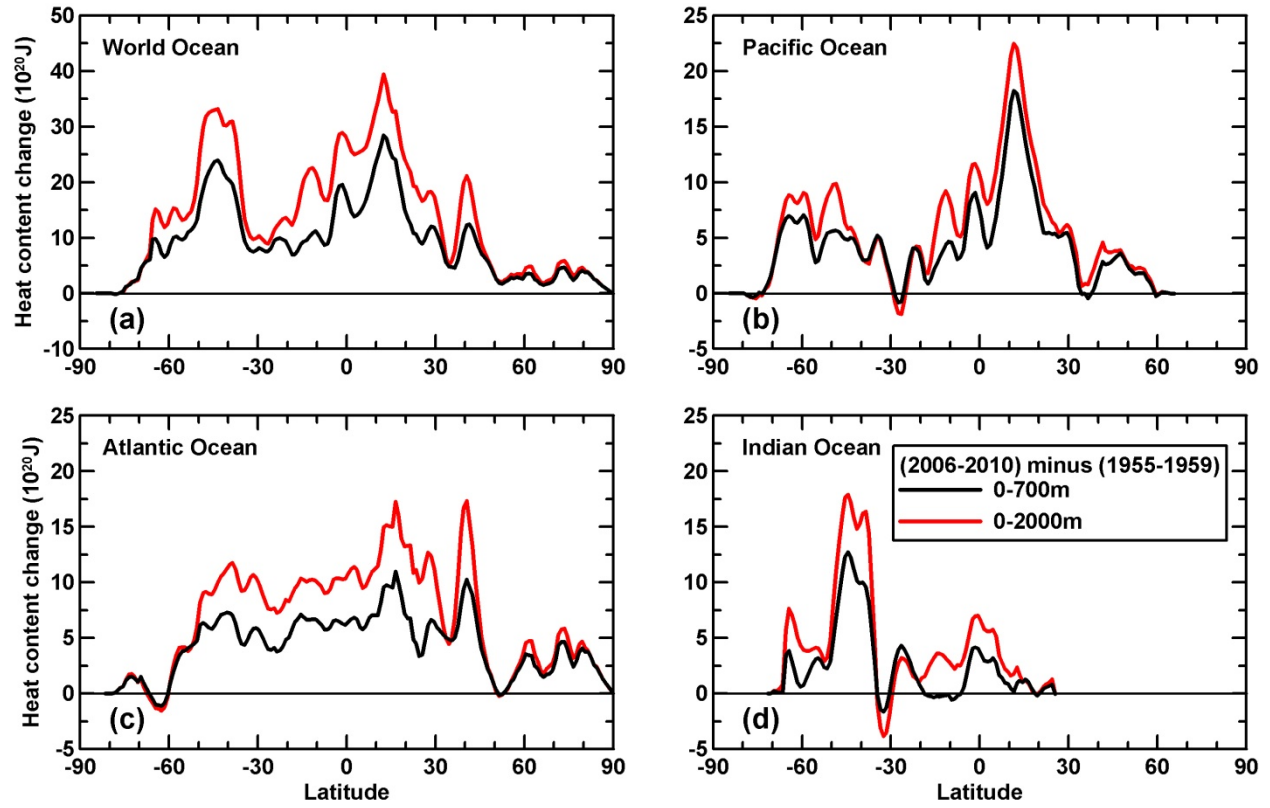 World Ocean
Heat content change (10²⁰J)
50
40
30
20
10
0
-10
(a)
-90 -60 -30 0 30 60 90
Pacific Ocean
25
20
15
10
5
0
-5
(b)
-90 -60 -30 0 30 60 90
Atlantic Ocean
Heat content change (10²⁰J)
25
20
15
10
5
0
-5
(c)
-90 -60 -30 0 30 60 90
Latitude
Indian Ocean
(2006-2010) minus (1955-1959)
0-700m
0-2000m
25
20
15
10
5
0
-5
(d)
-90 -60 -30 0 30 60 90
Latitude